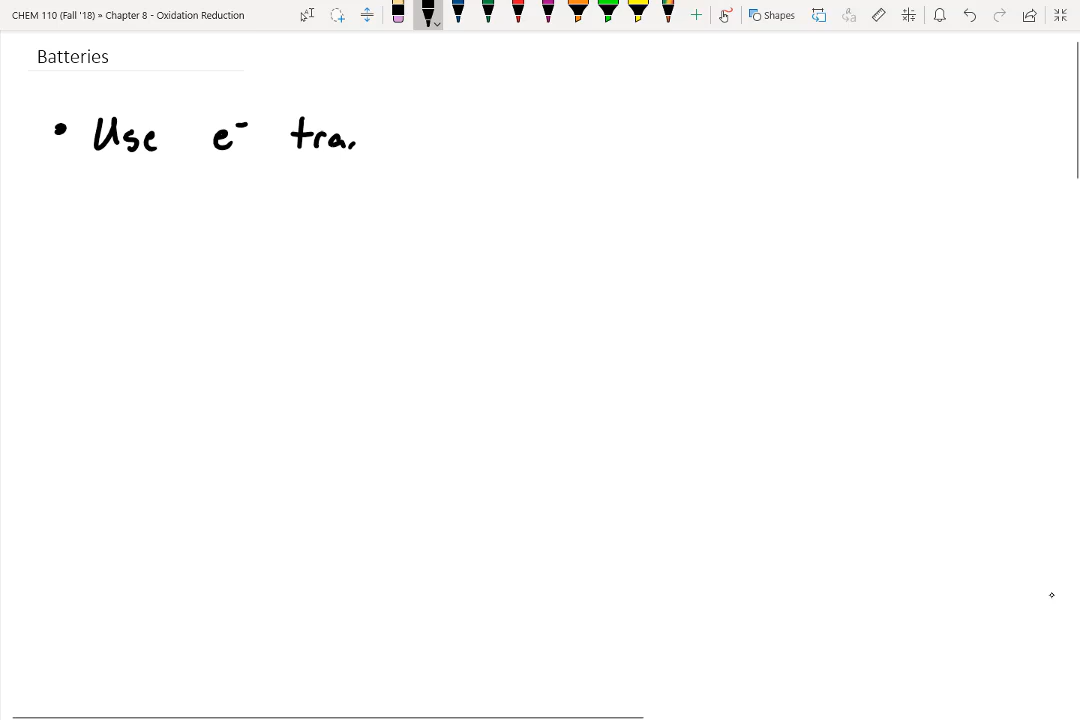 CHEM 110 (Fall '18) » Chapter 8 - Oxidation Reduction
Shapes
Batteries
• Use e⁻ tra